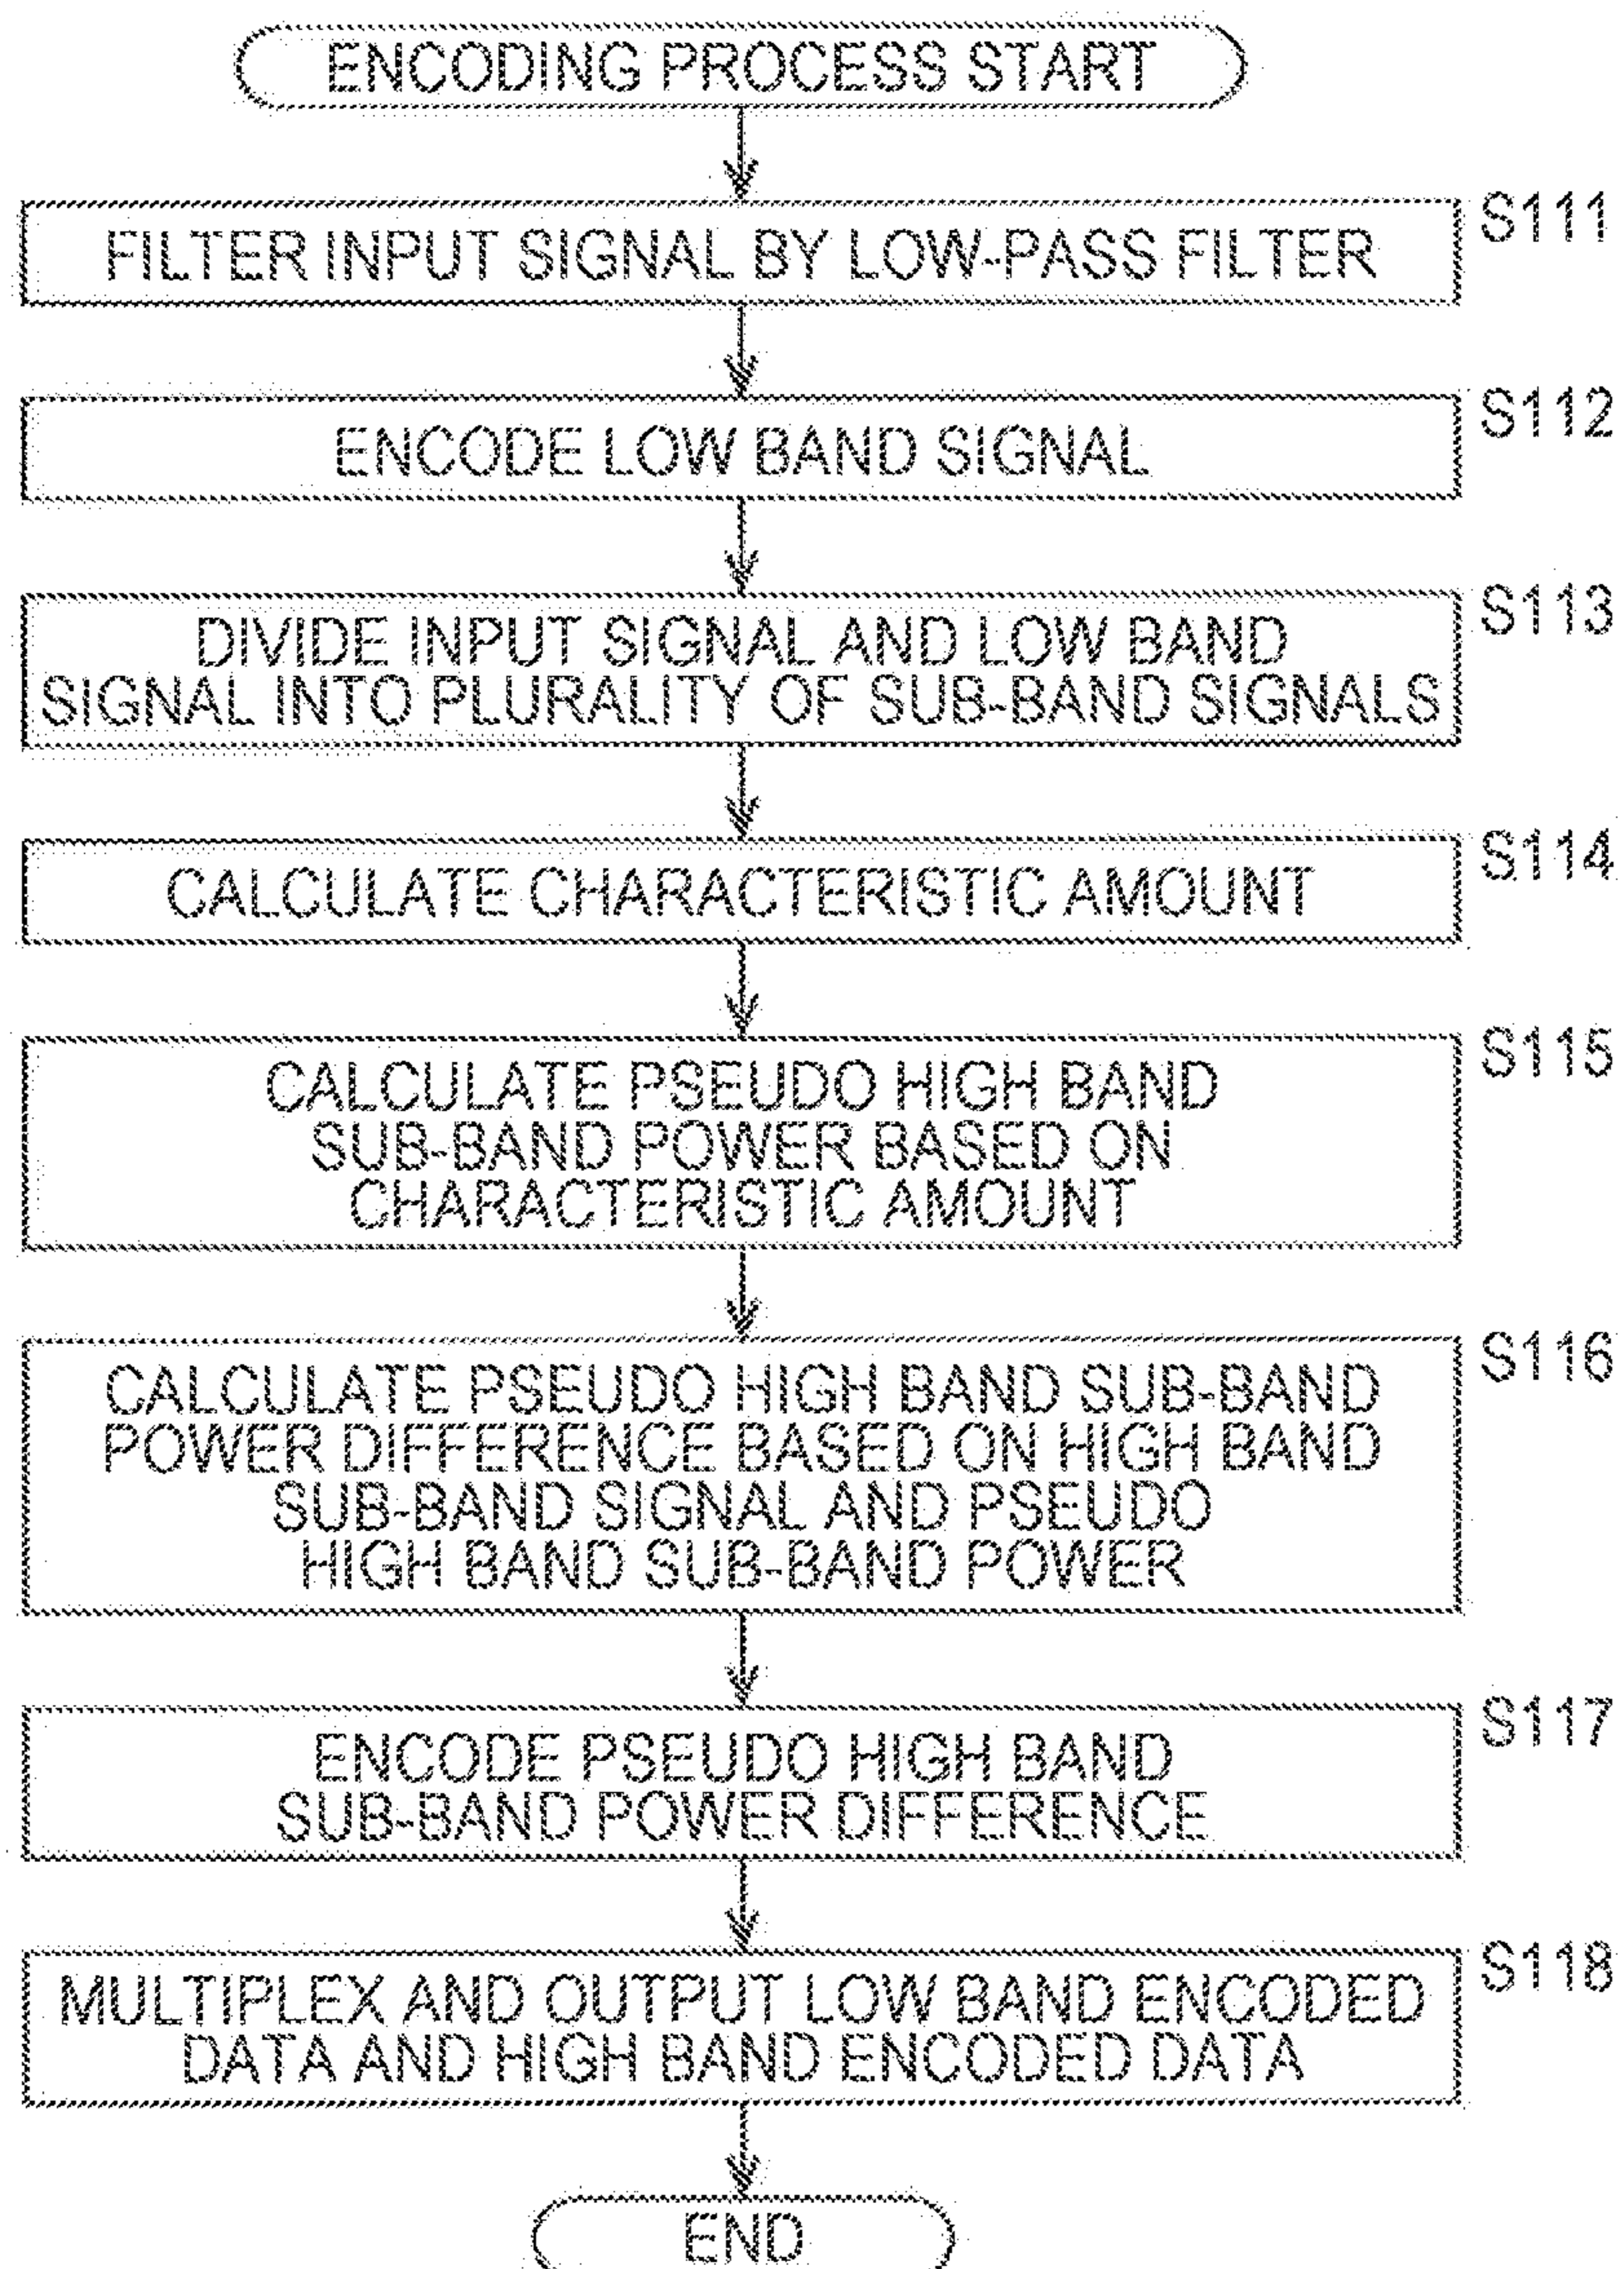 ENCODING PROCESS START
S111
FILTER INPUT SIGNAL BY LOW-PASS FILTER
S112
ENCODE LOW BAND SIGNAL
S113
DIVIDE INPUT SIGNAL AND LOW BAND
SIGNAL INTO PLURALITY OF SUB-BAND SIGNALS
S114
CALCULATE CHARACTERISTIC AMOUNT
S115
CALCULATE PSEUDO HIGH BAND
SUB-BAND POWER BASED ON
CHARACTERISTIC AMOUNT
S116
CALCULATE PSEUDO HIGH BAND SUB-BAND
POWER DIFFERENCE BASED ON HIGH BAND
SUB-BAND SIGNAL AND PSEUDO
HIGH BAND SUB-BAND POWER
S117
ENCODE PSEUDO HIGH BAND
SUB-BAND POWER DIFFERENCE
S118
MULTIPLEX AND OUTPUT LOW BAND ENCODED
DATA AND HIGH BAND ENCODED DATA
END